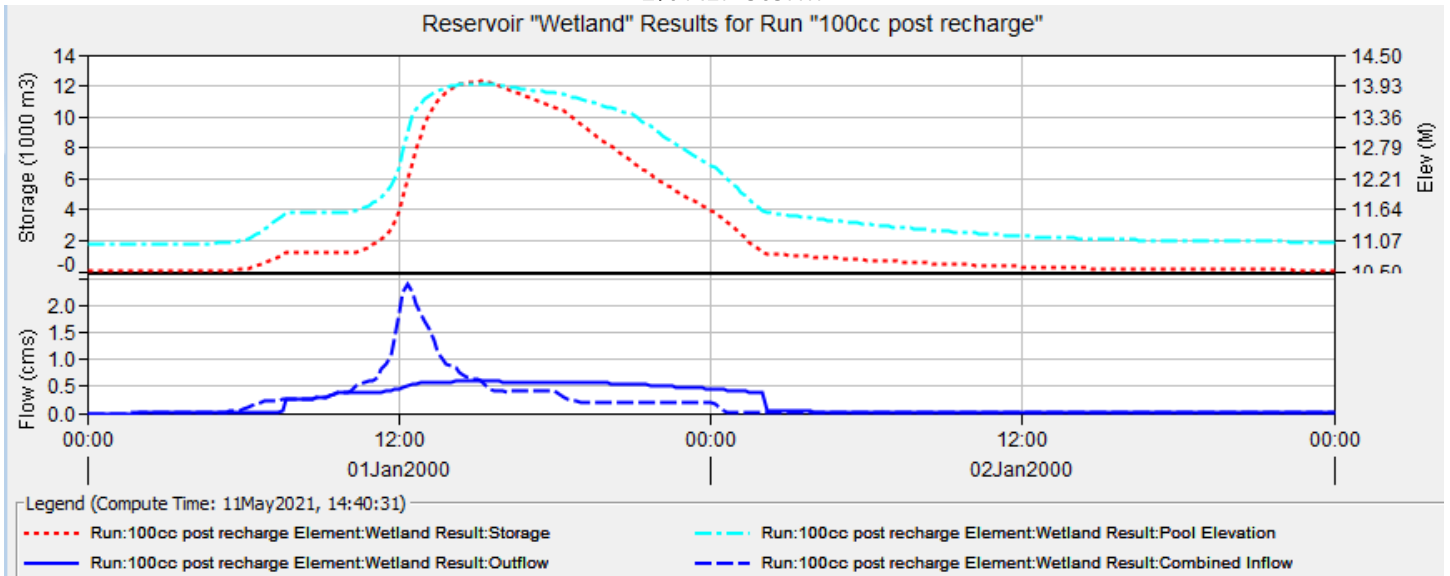 Reservoir "Wetland" Results for Run "100cc post recharge"
Storage (1000 m3)
14
12
10
8
6
4
2
-0
14.50
13.93
13.36
12.79
12.21
11.64
11.07
10.50
Elev (M)
Flow (cms)
2.0
1.5
1.0
0.5
0.0
00:00 12:00 00:00 12:00 00:00
01Jan2000 02Jan2000
Legend (Compute Time: 11May2021, 14:40:31)
Run:100cc post recharge Element:Wetland Result:Storage Run:100cc post recharge Element:Wetland Result:Pool Elevation
Run:100cc post recharge Element:Wetland Result:Outflow Run:100cc post recharge Element:Wetland Result:Combined Inflow